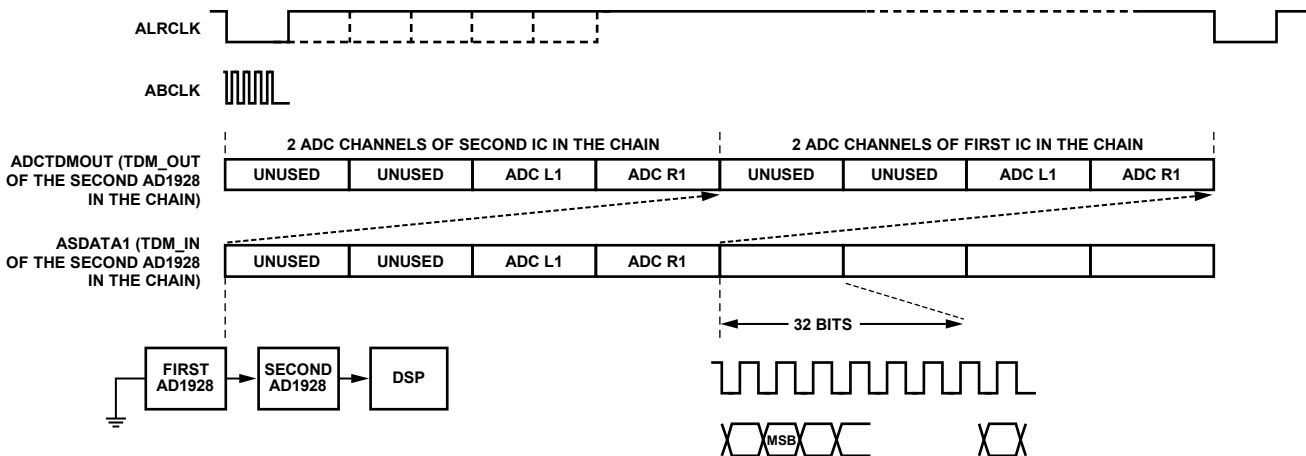 ALRCLK
ABCLK
2 ADC CHANNELS OF SECOND IC IN THE CHAIN
2 ADC CHANNELS OF FIRST IC IN THE CHAIN
ADCTDMOUT (TDM_OUT
OF THE SECOND AD1928
IN THE CHAIN)
UNUSED
UNUSED
ADC L1
ADC R1
UNUSED
UNUSED
ADC L1
ADC R1
ASDATA1 (TDM_IN
OF THE SECOND AD1928
IN THE CHAIN)
UNUSED
UNUSED
ADC L1
ADC R1
32 BITS
FIRST
AD1928
SECOND
AD1928
DSP
MSB